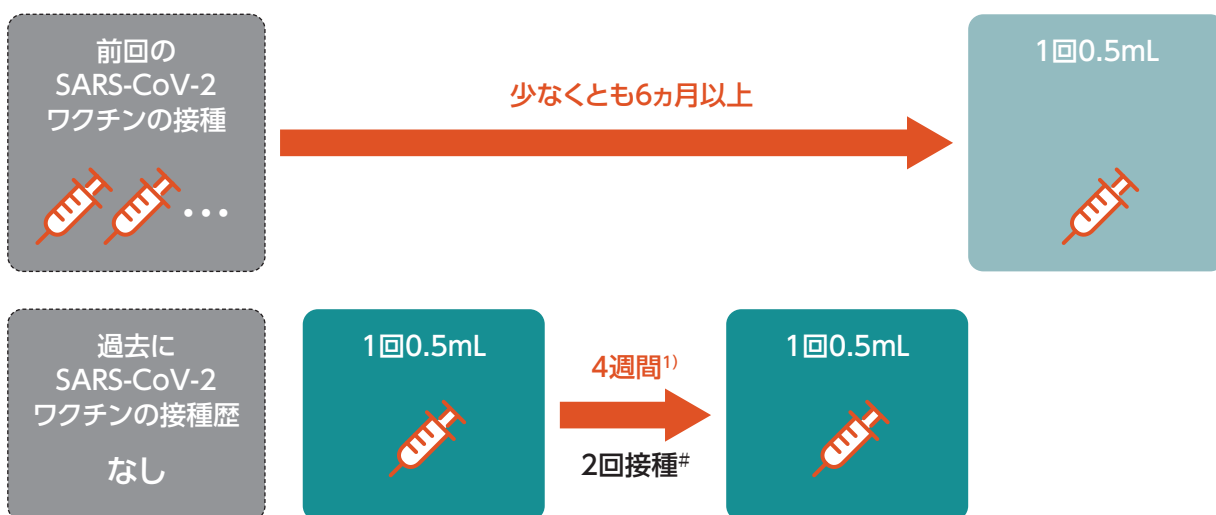 前回の
SARS-CoV-2
ワクチンの接種
...
少なくとも6ヵ月以上
1回0.5mL
過去に
SARS-CoV-2
ワクチンの接種歴
なし
1回0.5mL
4週間1)
2回接種#
1回0.5mL